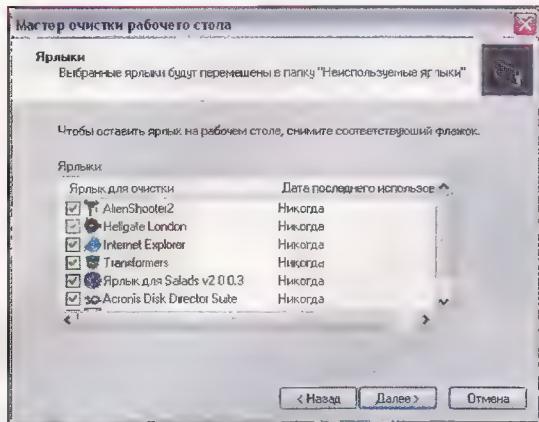 Мастер очистки рабочего стола
Ярлыки
Выбранные ярлыки будут перемещены в папку "Неиспользуемые ярлыки"
Чтобы оставить ярлык на рабочем столе, снимите соответствующий флажок.
Ярлыки
Ярлык для очистки Дата последнего использов
AlienShooter2 Никогда
Hellgate London Никогда
Internet Explorer Никогда
Transformers Никогда
Ярлык для Salads v2.0.0.3 Никогда
Acronis Disk Director Suite Никогда
< Назад Далее > Отмена